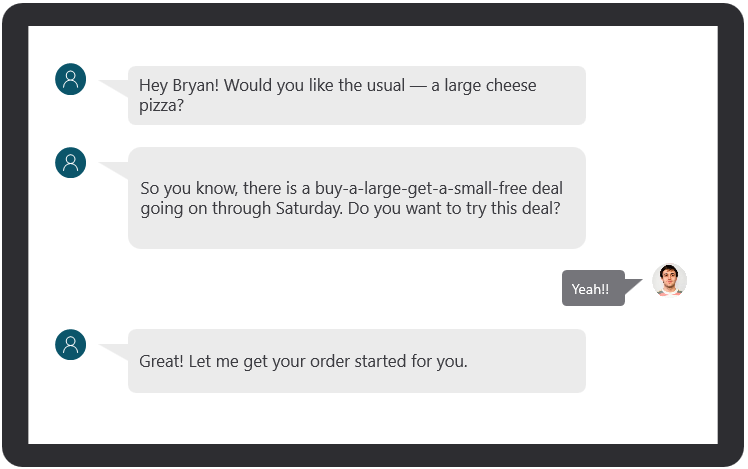 Hey Bryan! Would you like the usual — a large cheese
pizza?
So you know, there is a buy-a-large-get-a-small-free deal
going on through Saturday. Do you want to try this deal?
Yeah!!
Great! Let me get your order started for you.